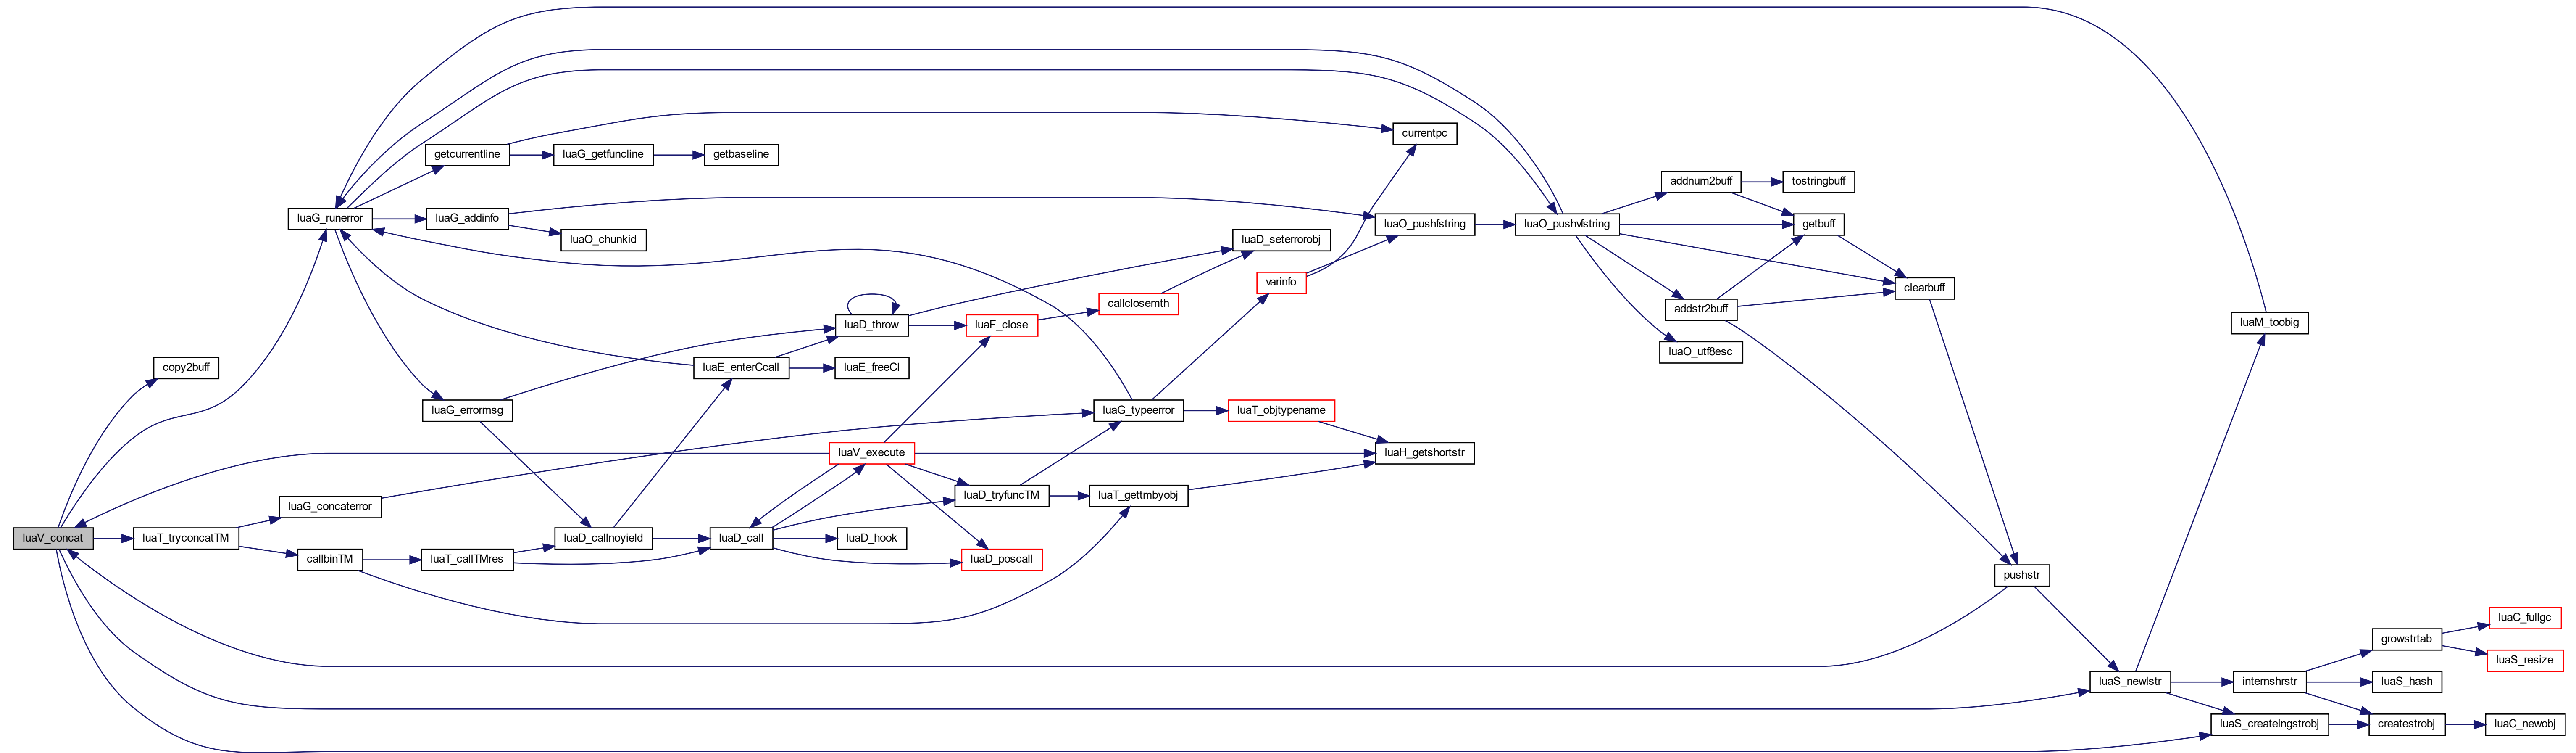 currentpc
getcurrentline
luaG_getfuncline
getbaseline
addnum2buff
tostringbuff
luaG_runerror
luaG_addinfo
luaO_pushfstring
luaO_pushvfstring
getbuff
luaO_chunkid
luaD_seterrorobj
varinfo
clearbuff
callclosemth
addstr2buff
luaD_throw
luaF_close
luaM_toobig
luaO_utf8esc
copy2buff
luaE_enterCcall
luaE_freeCI
luaG_errormsg
luaG_typeerror
luaT_objtypename
luaV_execute
luaH_getshortstr
luaD_tryfuncTM
luaT_gettmbyobj
luaG_concaterror
luaV_concat
luaT_tryconcatTM
luaD_callnoyield
luaD_call
luaD_hook
callbinTM
luaT_callTMres
luaD_poscall
pushstr
luaC_fullgc
growstrtab
luaS_resize
luaS_newlstr
internshrstr
luaS_hash
luaS_createlngstrobj
createstrobj
luaC_newobj